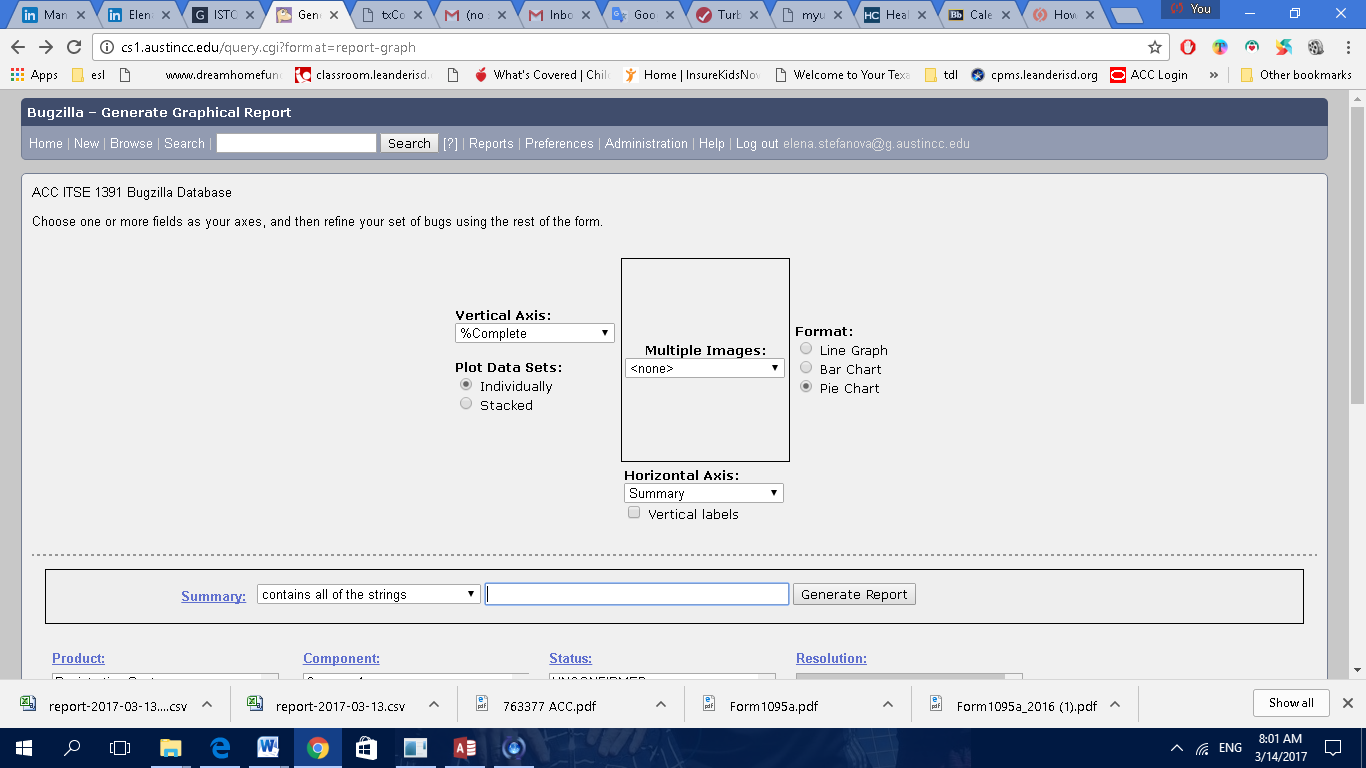 Man
Elen
ISTC
Gen
txCo
(no
Inbo
Goo
Turb
myu
Heal
Cale
Hove
You
cs1.austincc.edu/query.cgi?format=report-graph
Apps esl www.dreamhomefun classroom.leanderisd. What's Covered | Chil Home | InsureKidsNo Welcome to Your Texa tdl cpms.leanderisd.org ACC Login » Other bookmarks
Bugzilla – Generate Graphical Report
Home | New | Browse | Search | Search [?] | Reports | Preferences | Administration | Help | Log out elena.stefanova@g.austincc.edu
ACC ITSE 1391 Bugzilla Database
Choose one or more fields as your axes, and then refine your set of bugs using the rest of the form.
Vertical Axis:
%Complete
Plot Data Sets:
Individually
Stacked
Multiple Images:
<none>
Format:
Line Graph
Bar Chart
Pie Chart
Horizontal Axis:
Summary
Vertical labels
Summary: contains all of the strings Generate Report
Product: Component: Status: Resolution:
report-2017-03-13....csv report-2017-03-13.csv 763377 ACC.pdf Form1095a.pdf Form1095a_2016 (1).pdf Show all
ENG
8:01 AM
3/14/2017